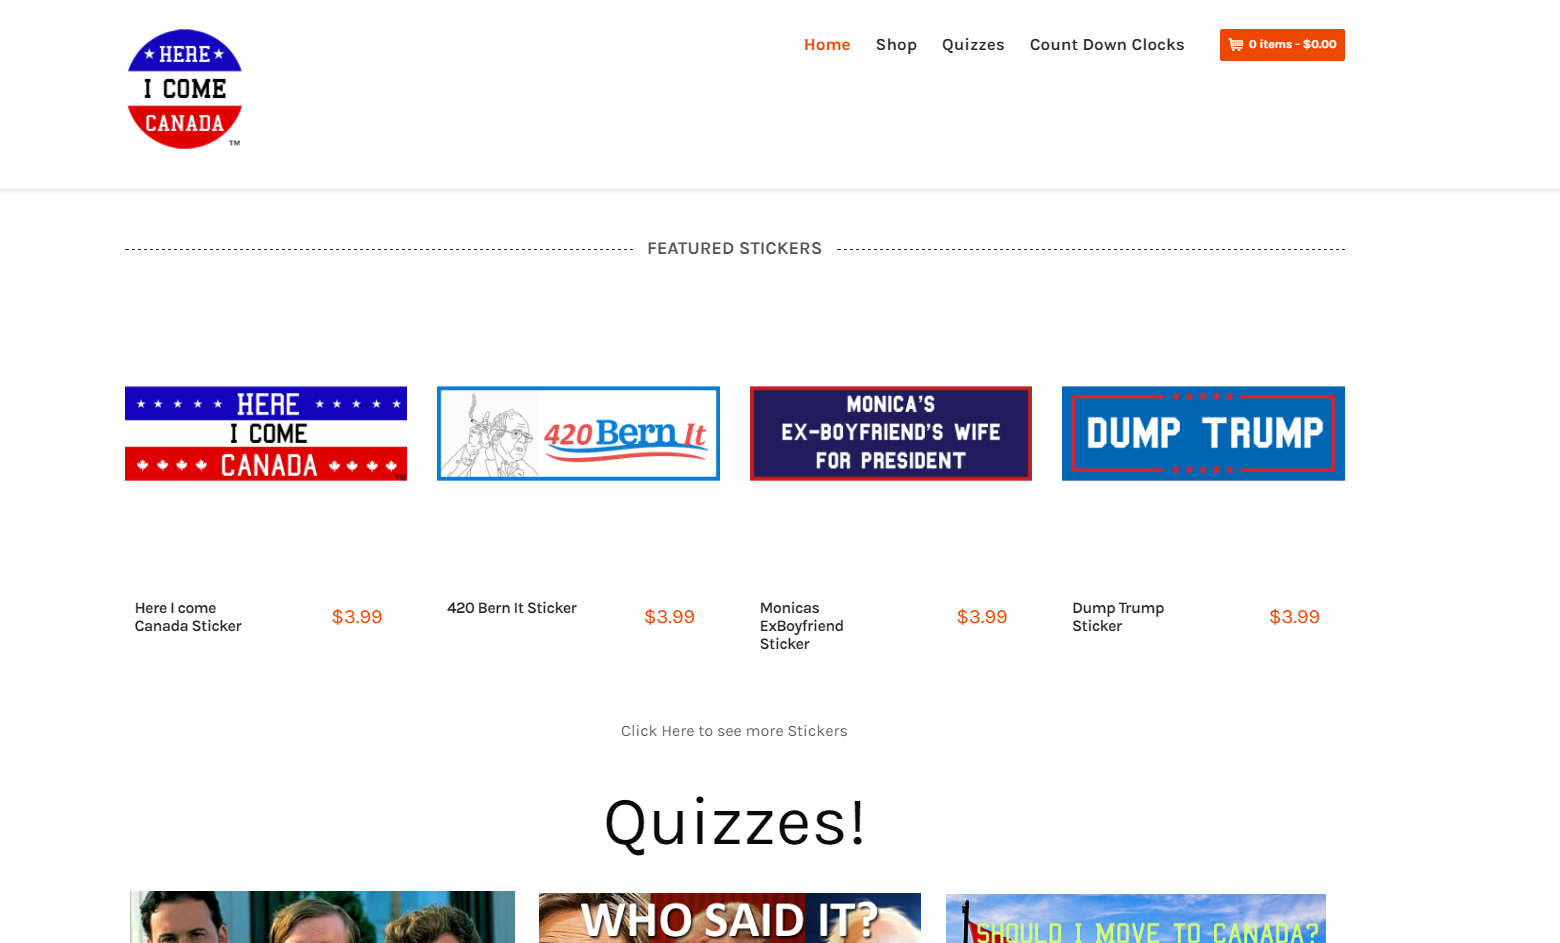 HERE
I COME
CANADA
TM
Home Shop Quizzes Count Down Clocks 0 items - $0.00
FEATURED STICKERS
HERE
I COME
CANADA
TM
420 Bern It
MONICA'S
EX-BOYFRIEND'S WIFE
FOR PRESIDENT
DUMP TRUMP
Here I come
Canada Sticker
$3.99
420 Bern It Sticker
$3.99
Monicas
ExBoyfriend
Sticker
$3.99
Dump Trump
Sticker
$3.99
Click Here to see more Stickers
Quizzes!
WHO SAID IT?
SHOULD I MOVE TO CANADA?